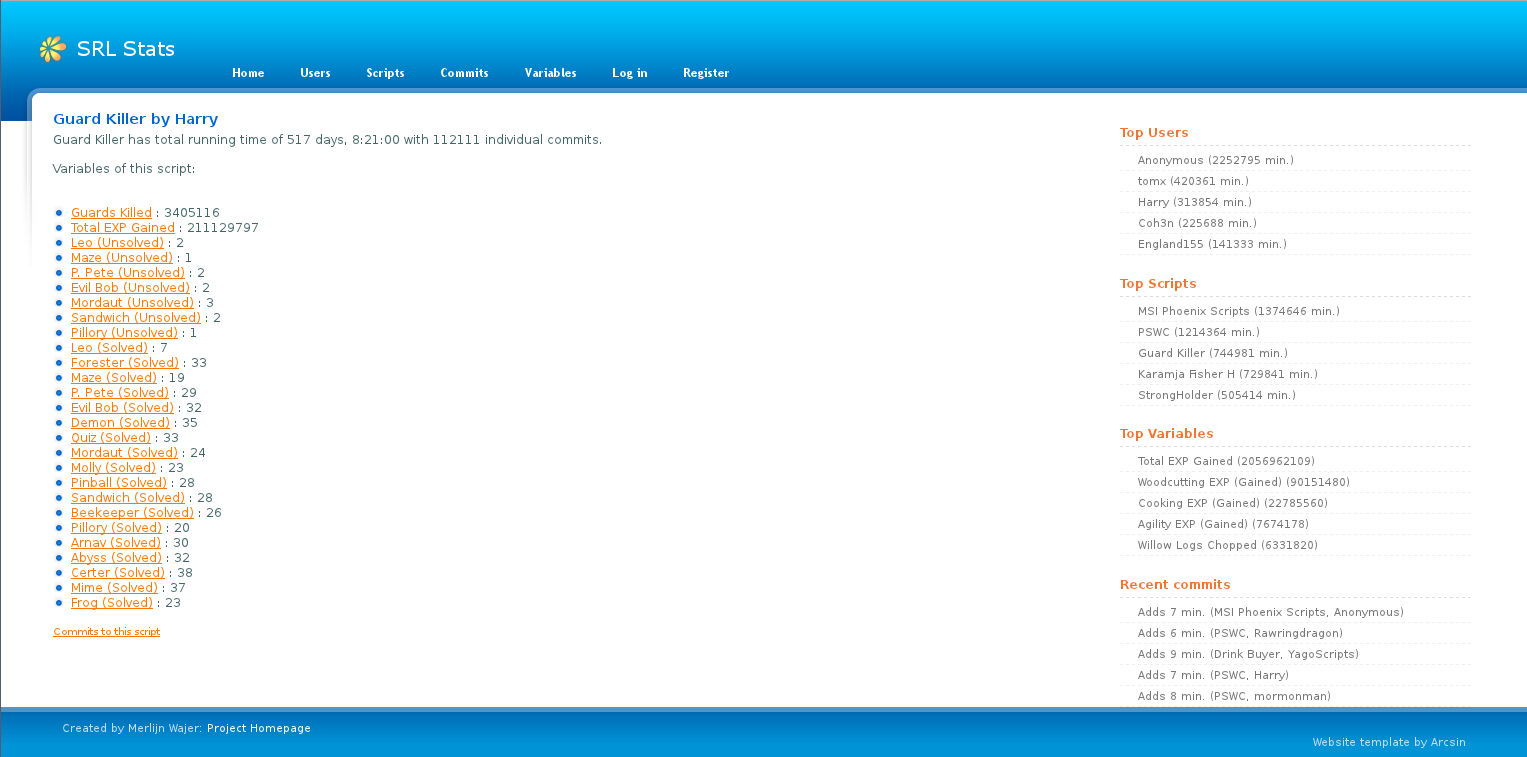 SRL Stats
Home Users Scripts Commits Variables Log in Register
Guard Killer by Harry
Guard Killer has total running time of 517 days, 8:21:00 with 112111 individual commits.
Variables of this script:
Guards Killed : 3405116
Total EXP Gained : 211129797
Leo (Unsolved) : 2
Maze (Unsolved) : 1
P. Pete (Unsolved) : 2
Evil Bob (Unsolved) : 2
Mordaut (Unsolved) : 3
Sandwich (Unsolved) : 2
Pillory (Unsolved) : 1
Leo (Solved) : 7
Forester (Solved) : 33
Maze (Solved) : 19
P. Pete (Solved) : 29
Evil Bob (Solved) : 32
Demon (Solved) : 35
Quiz (Solved) : 33
Mordaut (Solved) : 24
Molly (Solved) : 23
Pinball (Solved) : 28
Sandwich (Solved) : 28
Beekeeper (Solved) : 26
Pillory (Solved) : 20
Arnav (Solved) : 30
Abyss (Solved) : 32
Certer (Solved) : 38
Mime (Solved) : 37
Frog (Solved) : 23
Commits to this script
Top Users
Anonymous (2252795 min.)
tomx (420361 min.)
Harry (313854 min.)
Coh3n (225688 min.)
England155 (141333 min.)
Top Scripts
MSI Phoenix Scripts (1374646 min.)
PSWC (1214364 min.)
Guard Killer (744981 min.)
Karamja Fisher H (729841 min.)
StrongHolder (505414 min.)
Top Variables
Total EXP Gained (2056962109)
Woodcutting EXP (Gained) (90151480)
Cooking EXP (Gained) (22785560)
Agility EXP (Gained) (7674178)
Willow Logs Chopped (6331820)
Recent commits
Adds 7 min. (MSI Phoenix Scripts, Anonymous)
Adds 6 min. (PSWC, Rawringdragon)
Adds 9 min. (Drink Buyer, YagoScripts)
Adds 7 min. (PSWC, Harry)
Adds 8 min. (PSWC, mormonman)
Created by Merlijn Wajer: Project Homepage
Website template by Arcsin